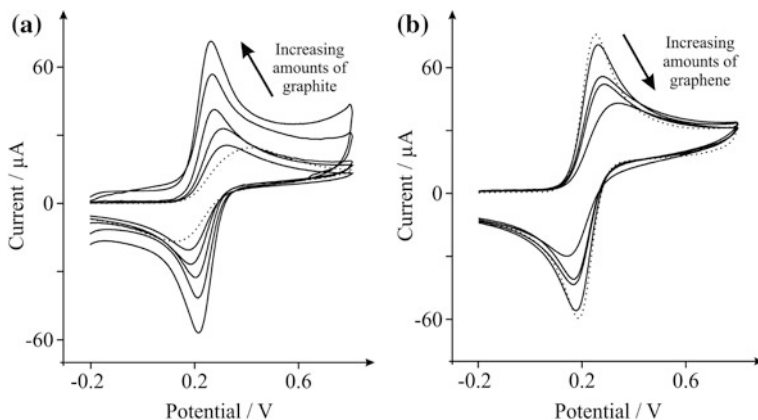 (a)
Increasing
amounts of
graphite
Current / µA
60
0
-60
-0.2
0.2
0.6
Potential / V
(b)
Increasing
amounts of
graphene
Current / µA
60
0
-60
-0.2
0.2
0.6
Potential / V